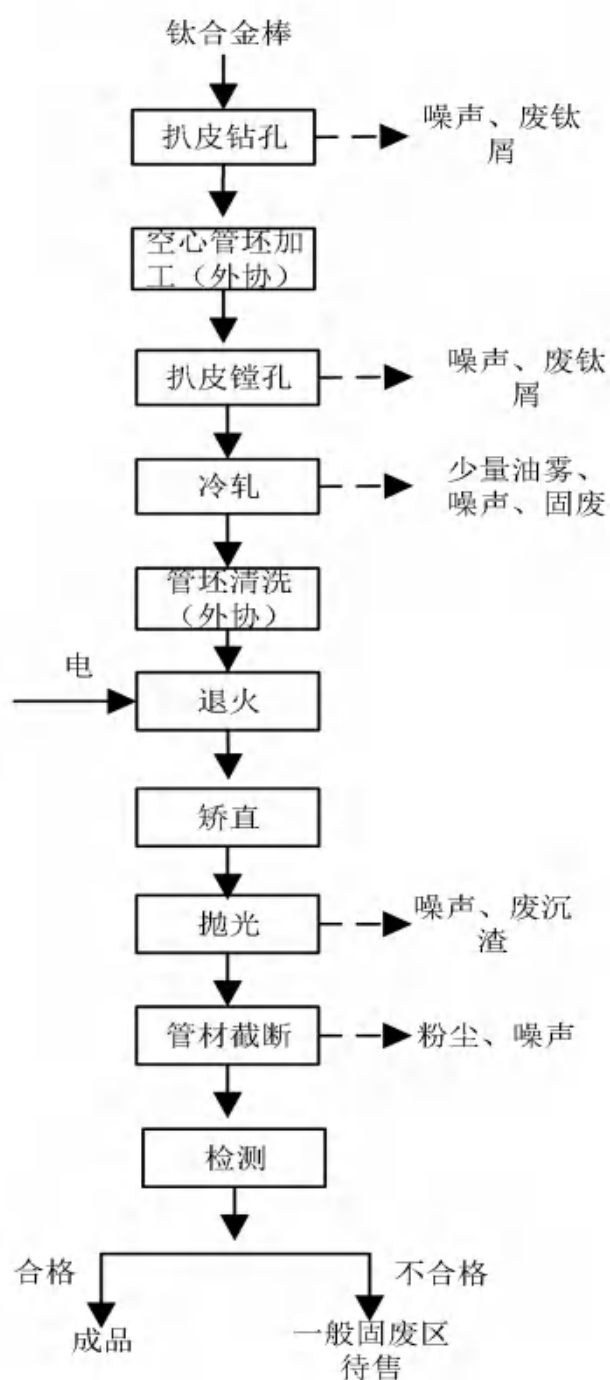 钛合金棒
扒皮钻孔
噪声、废钛
屑
空心管坯加
工（外协）
扒皮镗孔
噪声、废钛
屑
冷轧
少量油雾、
噪声、固废
管坯清洗
（外协）
电
退火
矫直
抛光
噪声、废沉
渣
管材截断
粉尘、噪声
检测
合格
不合格
成品
一般固废区
待售